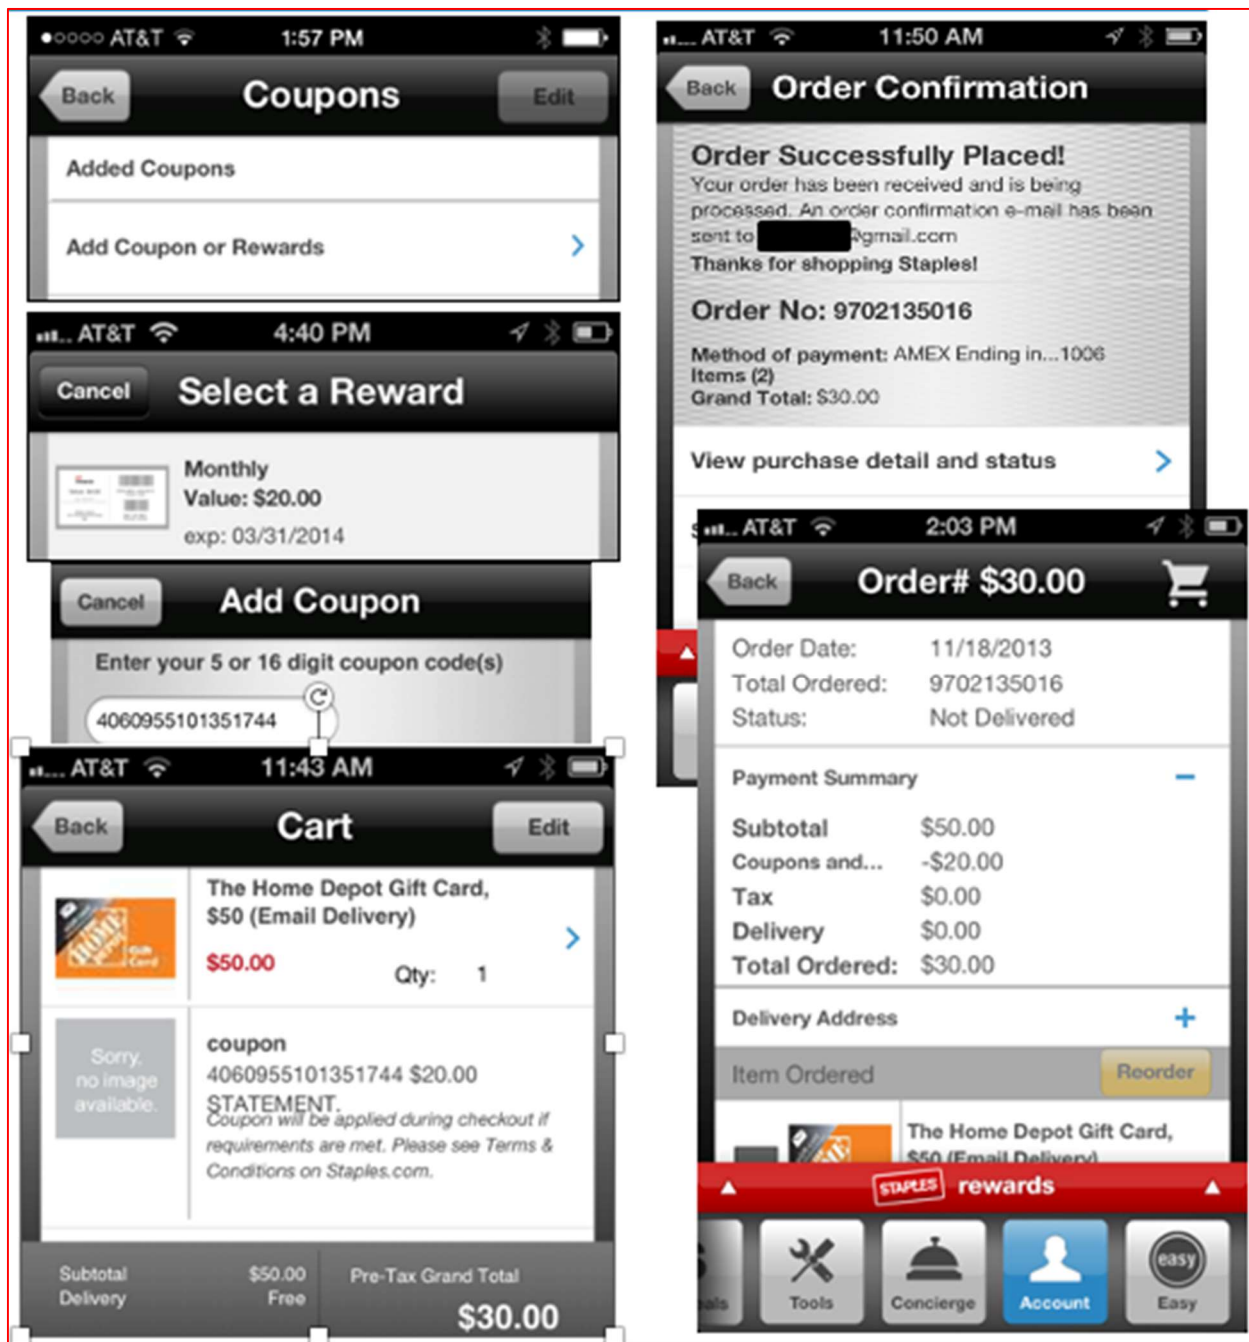 AT&T 1:57 PM
Back Coupons Edit
Added Coupons
Add Coupon or Rewards
AT&T 4:40 PM
Cancel Select a Reward
Monthly
Value: $20.00
exp: 03/31/2014
Cancel Add Coupon
Enter your 5 or 16 digit coupon code(s)
4060955101351744
AT&T 11:43 AM
Back Cart Edit
The Home Depot Gift Card,
$50 (Email Delivery)
$50.00 Qty: 1
THE HOME DEPOT Gift Card
Sorry,
no image
available.
coupon
4060955101351744 $20.00
STATEMENT.
Coupon will be applied during checkout if
requirements are met. Please see Terms &
Conditions on Staples.com.
Subtotal $50.00
Delivery Free
Pre-Tax Grand Total
$30.00
AT&T 11:50 AM
Back Order Confirmation
Order Successfully Placed!
Your order has been received and is being
processed. An order confirmation e-mail has been
sent to @gmail.com
Thanks for shopping Staples!
Order No: 9702135016
Method of payment: AMEX Ending in...1006
Items (2)
Grand Total: $30.00
View purchase detail and status
AT&T 2:03 PM
Back Order# $30.00
Order Date: 11/18/2013
Total Ordered: 9702135016
Status: Not Delivered
Payment Summary
Subtotal $50.00
Coupons and... -$20.00
Tax $0.00
Delivery $0.00
Total Ordered: $30.00
Delivery Address
Item Ordered Reorder
The Home Depot Gift Card,
$50 (Email Delivery)
STAPLES rewards
Tools Concierge Account easy Easy